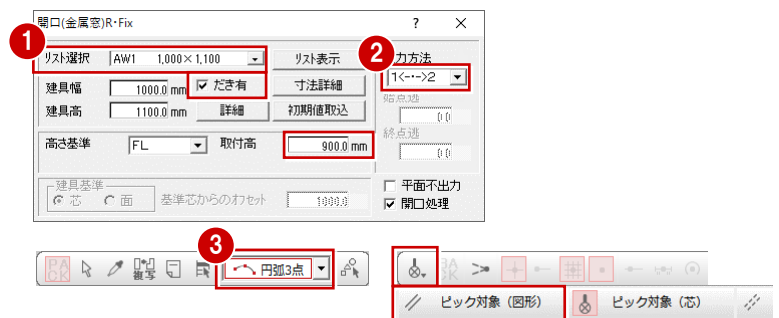 開口(金属窓)R・Fix ? ×
1
リスト選択 AW1 1,000×1,100 リスト表示
2
力方法
1<-・->2
建具幅 1000.0 mm だき有 寸法詳細
始点逃
0.0
建具高 1100.0 mm 詳細 初期値取込
終点逃
0.0
高さ基準 FL 取付高 900.0 mm
建具基準
芯 面 基準芯からのオフセット 1000.0
平面不出力
開口処理
3
PACK 複写 円弧3点
ピック対象（図形） ピック対象（芯）